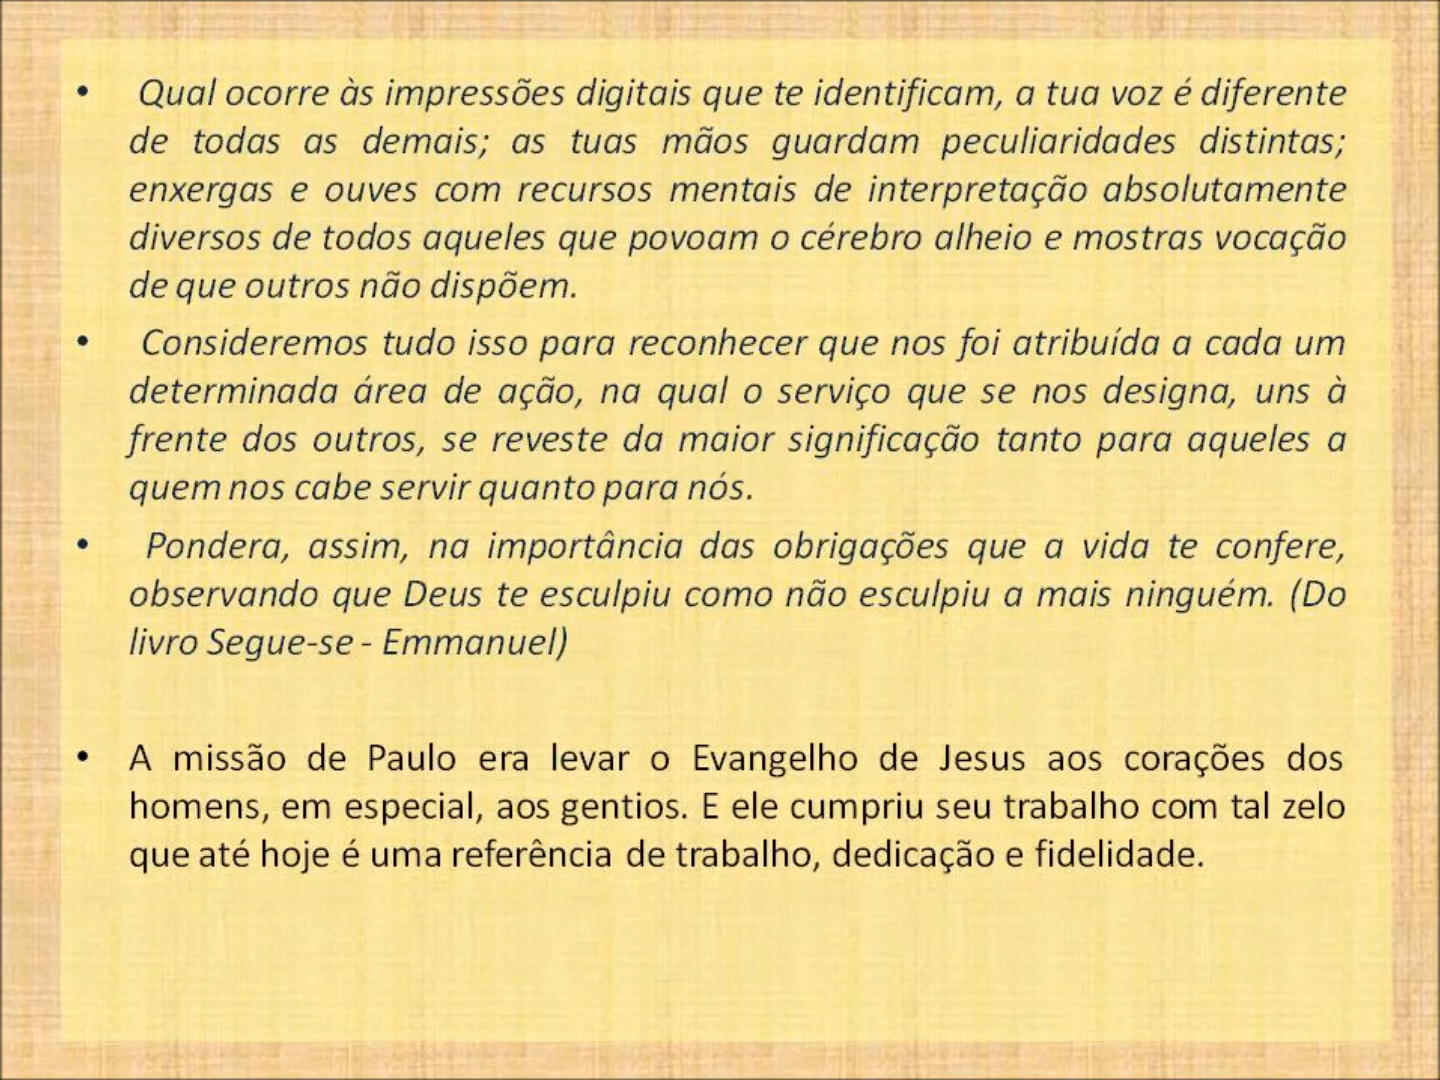 • Qual ocorre às impressões digitais que te identificam, a tua voz é diferente
de todas as demais; as tuas mãos guardam peculiaridades distintas;
enxergas e ouves com recursos mentais de interpretação absolutamente
diversos de todos aqueles que povoam o cérebro alheio e mostras vocação
de que outros não dispõem.
• Consideremos tudo isso para reconhecer que nos foi atribuída a cada um
determinada área de ação, na qual o serviço que se nos designa, uns à
frente dos outros, se reveste da maior significação tanto para aqueles a
quem nos cabe servir quanto para nós.
• Pondera, assim, na importância das obrigações que a vida te confere,
observando que Deus te esculpiu como não esculpiu a mais ninguém. (Do
livro Segue-se - Emmanuel)
• A missão de Paulo era levar o Evangelho de Jesus aos corações dos
homens, em especial, aos gentios. E ele cumpriu seu trabalho com tal zelo
que até hoje é uma referência de trabalho, dedicação e fidelidade.